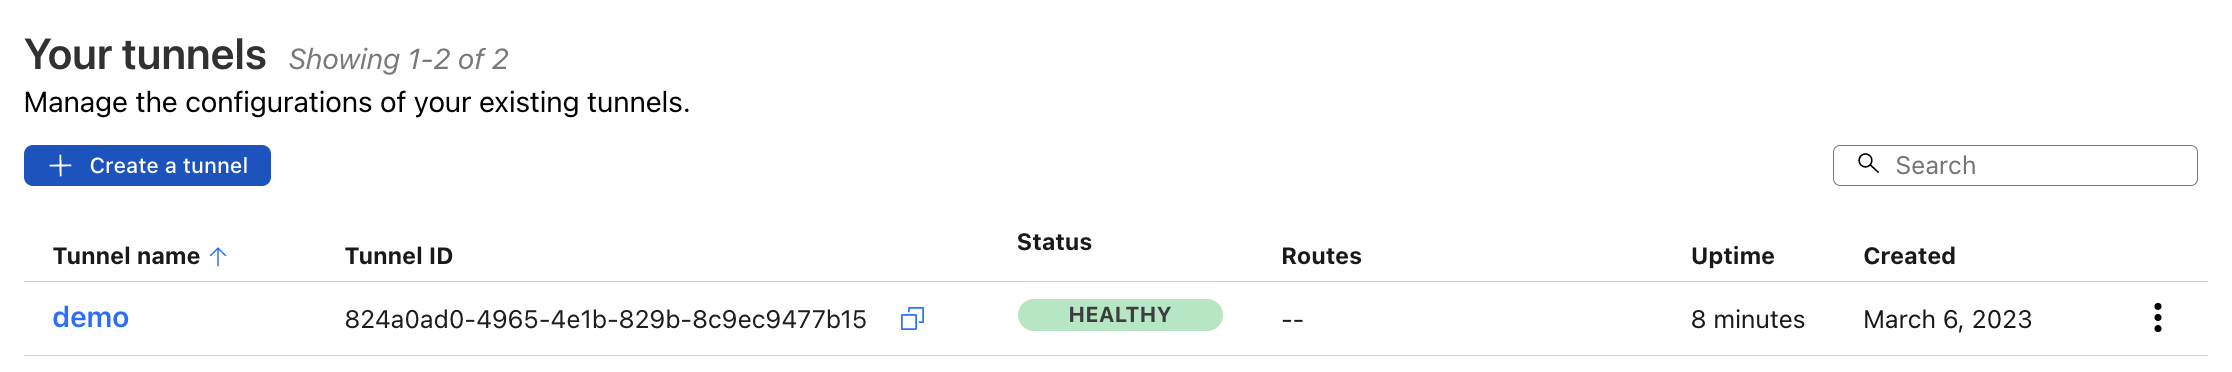 Your tunnels Showing 1-2 of 2
Manage the configurations of your existing tunnels.
Create a tunnel
Search
Tunnel name Tunnel ID Status Routes Uptime Created
demo 824a0ad0-4965-4e1b-829b-8c9ec9477b15 HEALTHY -- 8 minutes March 6, 2023